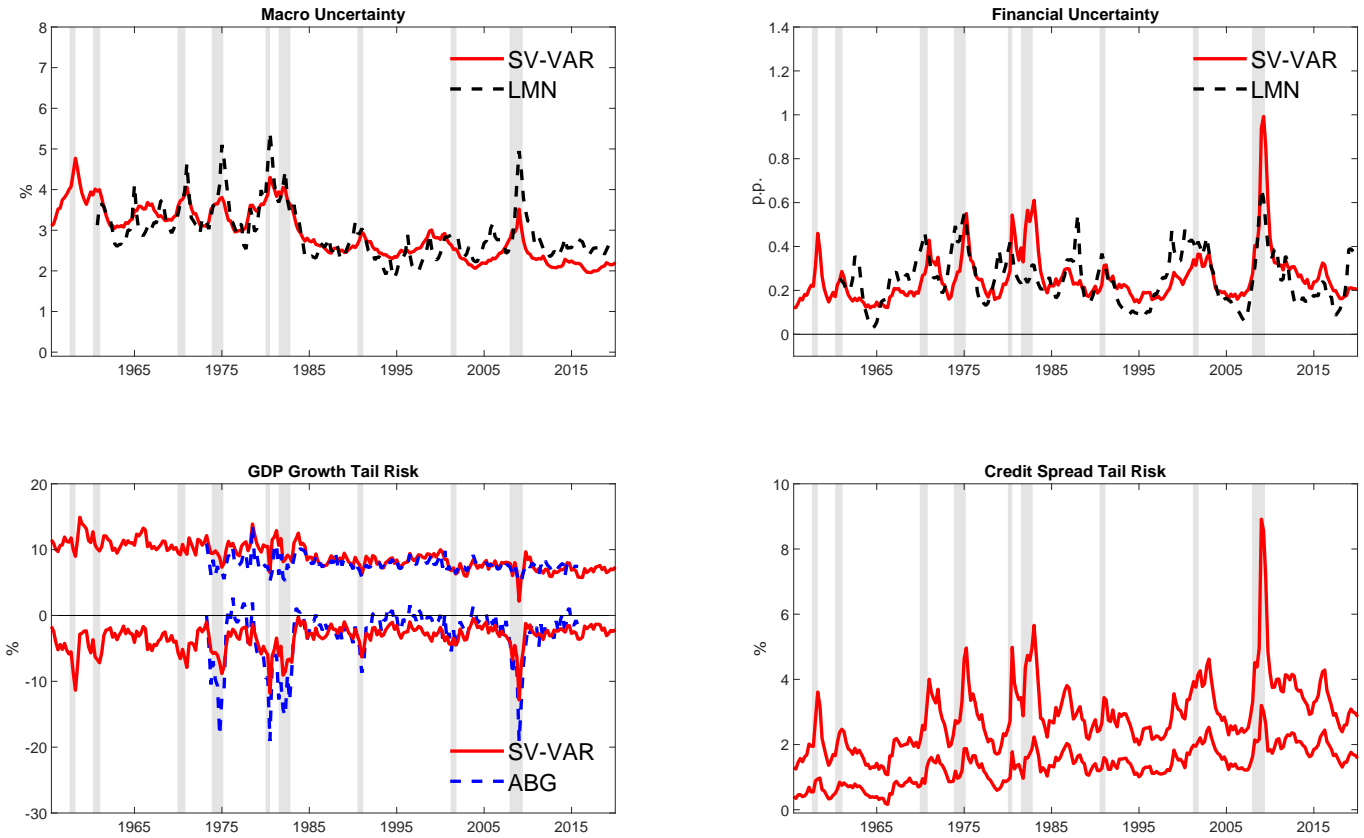 Macro Uncertainty
8
7
6
5
4
3
2
1
0
%
SV-VAR
LMN
1965 1975 1985 1995 2005 2015
Financial Uncertainty
1.4
1.2
1
0.8
0.6
0.4
0.2
0
p.p.
SV-VAR
LMN
1965 1975 1985 1995 2005 2015
GDP Growth Tail Risk
20
10
0
-10
-20
-30
%
SV-VAR
ABG
1965 1975 1985 1995 2005 2015
Credit Spread Tail Risk
10
8
6
4
2
0
%
1965 1975 1985 1995 2005 2015